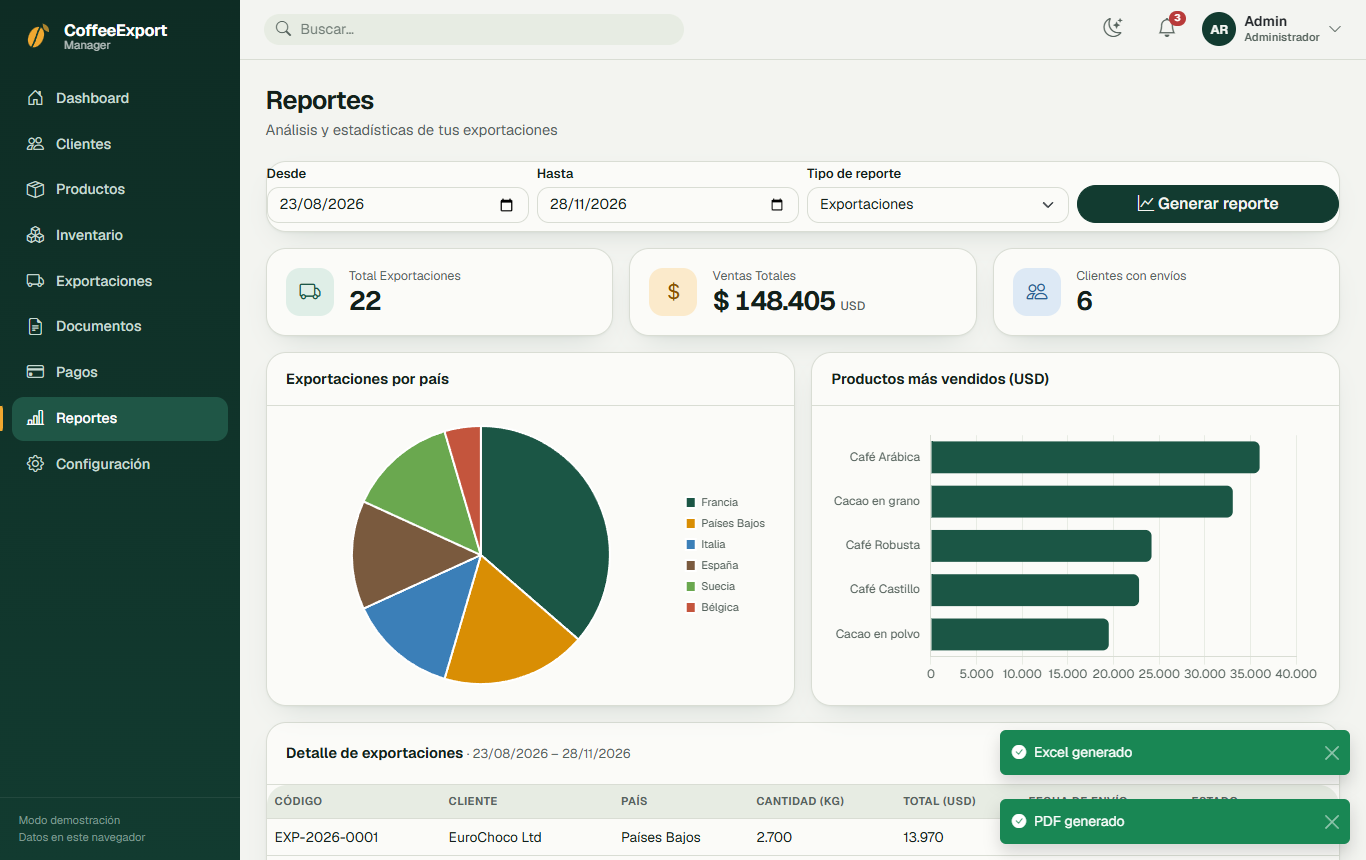 CoffeeExport
Manager
Buscar...
3
AR
Admin
Administrador
Dashboard
Clientes
Productos
Inventario
Exportaciones
Documentos
Pagos
Reportes
Configuración
Modo demostración
Datos en este navegador
Reportes
Análisis y estadísticas de tus exportaciones
Desde
Hasta
Tipo de reporte
23/08/2026
28/11/2026
Exportaciones
Generar reporte
Total Exportaciones
22
Ventas Totales
$ 148.405 USD
Clientes con envíos
6
Exportaciones por país
Francia
Países Bajos
Italia
España
Suecia
Bélgica
Productos más vendidos (USD)
Café Arábica
Cacao en grano
Café Robusta
Café Castillo
Cacao en polvo
0 5.000 10.000 15.000 20.000 25.000 30.000 35.000 40.000
Detalle de exportaciones · 23/08/2026 – 28/11/2026
CÓDIGO CLIENTE PAÍS CANTIDAD (KG) TOTAL (USD) FECHA DE ENVÍO ESTADO
EXP-2026-0001 EuroChoco Ltd Países Bajos 2.700 13.970
Excel generado
PDF generado